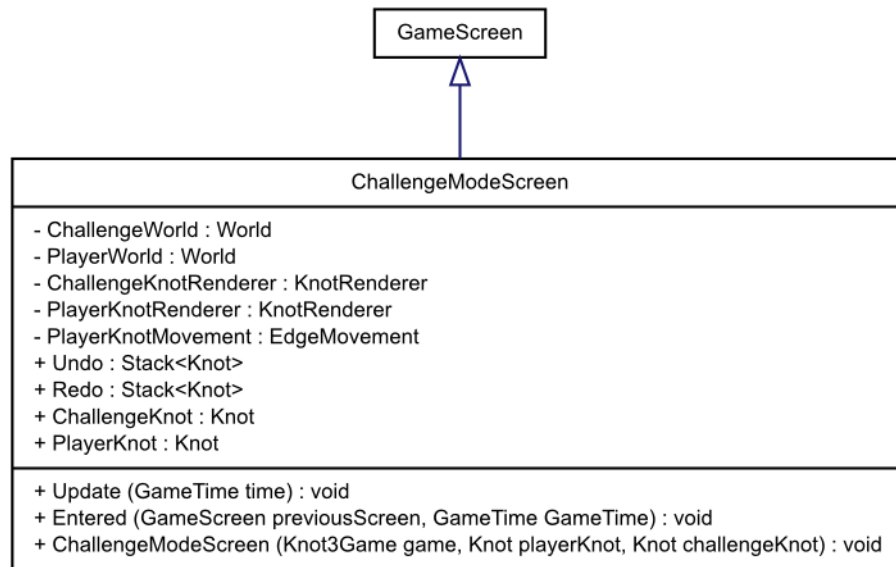 GameScreen
ChallengeModeScreen
- ChallengeWorld : World
- PlayerWorld : World
- ChallengeKnotRenderer : KnotRenderer
- PlayerKnotRenderer : KnotRenderer
- PlayerKnotMovement : EdgeMovement
+ Undo : Stack<Knot>
+ Redo : Stack<Knot>
+ ChallengeKnot : Knot
+ PlayerKnot : Knot
+ Update (GameTime time) : void
+ Entered (GameScreen previousScreen, GameTime GameTime) : void
+ ChallengeModeScreen (Knot3Game game, Knot playerKnot, Knot challengeKnot) : void